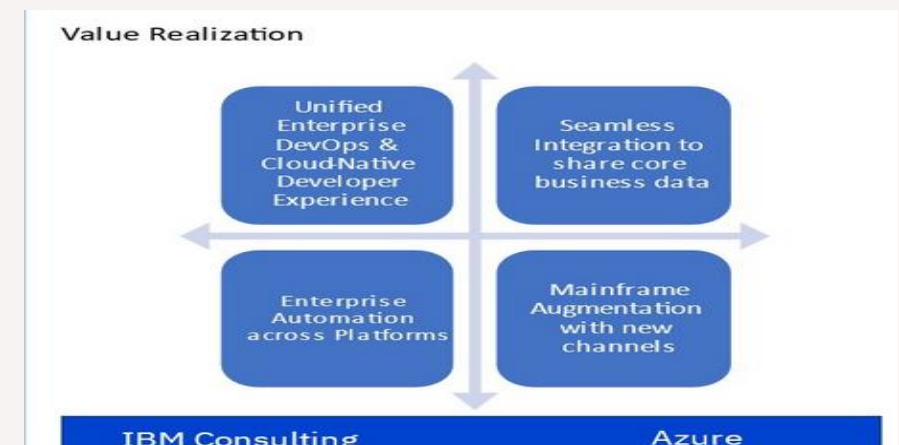 Value Realization
Unified
Enterprise
DevOps &
Cloud-Native
Developer
Experience
Seamless
Integration to
share core
business data
Enterprise
Automation
across Platforms
Mainframe
Augmentation
with new
channels
IBM Consulting
Azure